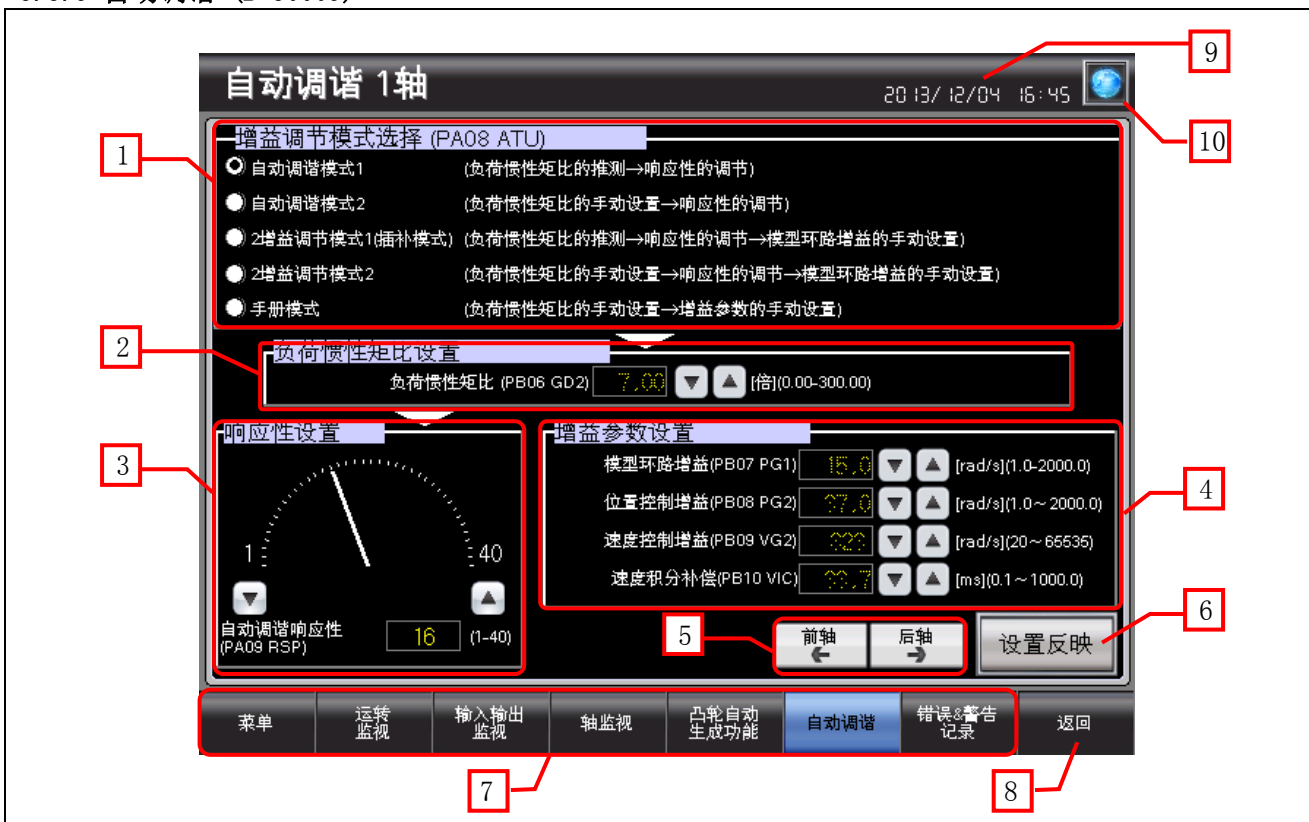 自动调谐 1轴
2013/12/04 16:45
9
10
1
增益调节模式选择 (PA08 ATU)
自动调谐模式1 (负荷惯性矩比的推测→响应性的调节)
自动调谐模式2 (负荷惯性矩比的手动设置→响应性的调节)
2增益调节模式1(插补模式) (负荷惯性矩比的推测→响应性的调节→模型环路增益的手动设置)
2增益调节模式2 (负荷惯性矩比的手动设置→响应性的调节→模型环路增益的手动设置)
手册模式 (负荷惯性矩比的手动设置→增益参数的手动设置)
2
负荷惯性矩比设置
负荷惯性矩比 (PB06 GD2) 7.00 [倍](0.00-300.00)
3
响应性设置
1
40
自动调谐响应性
(PA09 RSP)
16 (1-40)
增益参数设置
模型环路增益(PB07 PG1) 15.0 [rad/s](1.0-2000.0)
位置控制增益(PB08 PG2) 37.0 [rad/s](1.0~2000.0)
速度控制增益(PB09 VG2) [rad/s](20~65535)
速度积分补偿(PB10 VIC) 33.7 [ms](0.1~1000.0)
4
5
前轴
后轴
设置反映
6
菜单
运转
监视
输入输出
监视
轴监视
凸轮自动
生成功能
自动调谐
错误&警告
记录
返回
7
8